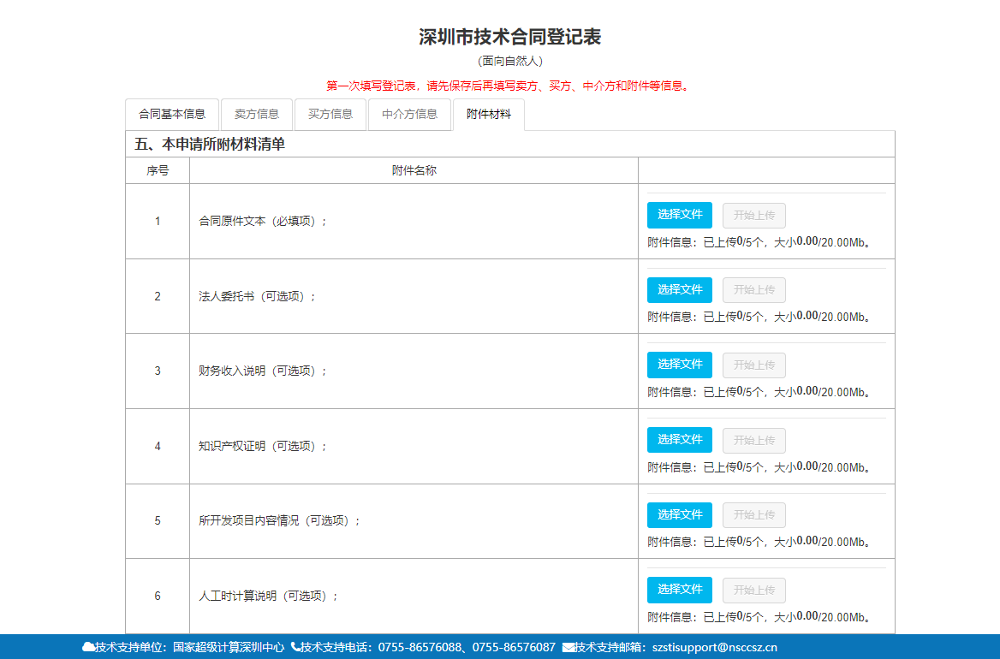 深圳市技术合同登记表
(面向自然人)
第一次填写登记表，请先保存后再填写卖方、买方、中介方和附件等信息。
合同基本信息 卖方信息 买方信息 中介方信息 附件材料
五、本申请所附材料清单
序号 附件名称
1 合同原件文本（必填项）; 选择文件 开始上传
附件信息：已上传0/5个，大小0.00/20.00Mb。
2 法人委托书（可选项）; 选择文件 开始上传
附件信息：已上传0/5个，大小0.00/20.00Mb。
3 财务收入说明（可选项）; 选择文件 开始上传
附件信息：已上传0/5个，大小0.00/20.00Mb。
4 知识产权证明（可选项）; 选择文件 开始上传
附件信息：已上传0/5个，大小0.00/20.00Mb。
5 所开发项目内容情况（可选项）; 选择文件 开始上传
附件信息：已上传0/5个，大小0.00/20.00Mb。
6 人工时计算说明（可选项）; 选择文件 开始上传
附件信息：已上传0/5个，大小0.00/20.00Mb。
技术支持单位：国家超级计算深圳中心 技术支持电话：0755-86576088、0755-86576087 技术支持邮箱：szstisupport@nsccsz.cn